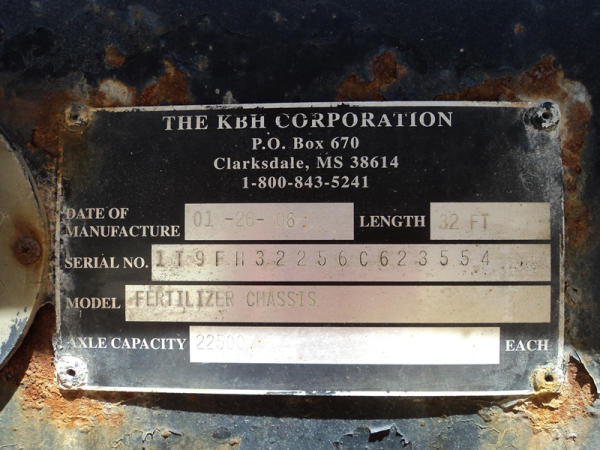 THE KBH CORPORATION
P.O. Box 670
Clarksdale, MS 38614
1-800-843-5241
DATE OF MANUFACTURE 01-26-06 LENGTH 32 FT
SERIAL NO. 1T9FH32256C623554
MODEL FERTILIZER CHASSIS
AXLE CAPACITY 22500 EACH